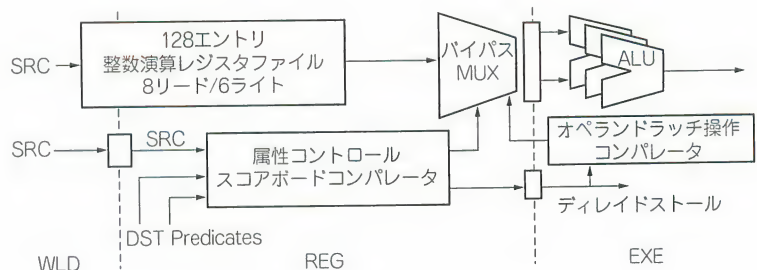 SRC
128エントリ
整数演算レジスタファイル
8リード/6ライト
バイパス
MUX
ALU
SRC
SRC
属性コントロール
スコアボードコンパレータ
オペランドラッチ操作
コンパレータ
ディレイドストール
DST Predicates
WLD
REG
EXE